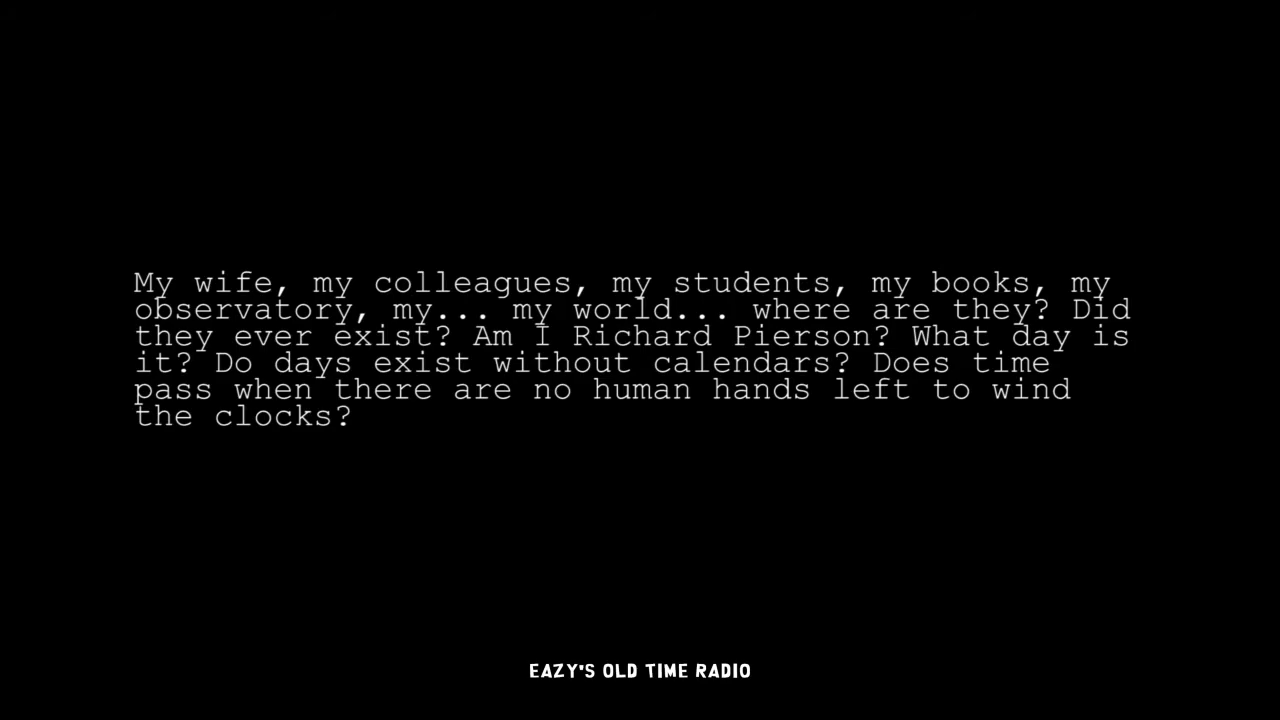 My wife, my colleagues, my students, my books, my
observatory, my... my world... where are they? Did
they ever exist? Am I Richard Pierson? What day is
it? Do days exist without calendars? Does time
pass when there are no human hands left to wind
the clocks?
EAZY'S OLD TIME RADIO